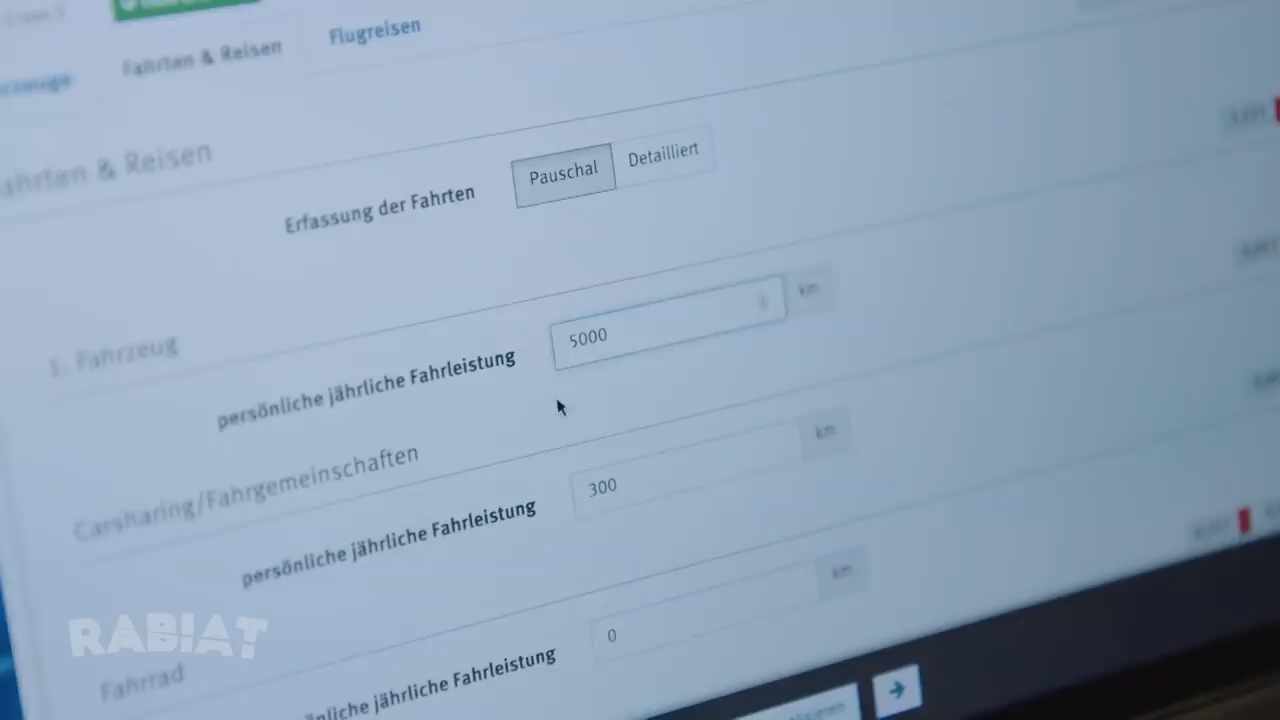 Fahrten & Reisen
Flugreisen
Fahrten & Reisen
Erfassung der Fahrten
Pauschal
Detailliert
1. Fahrzeug
persönliche jährliche Fahrleistung
5000
km
Carsharing/Fahrgemeinschaften
persönliche jährliche Fahrleistung
300
km
Fahrrad
jährliche Fahrleistung
0
km
RABIAT